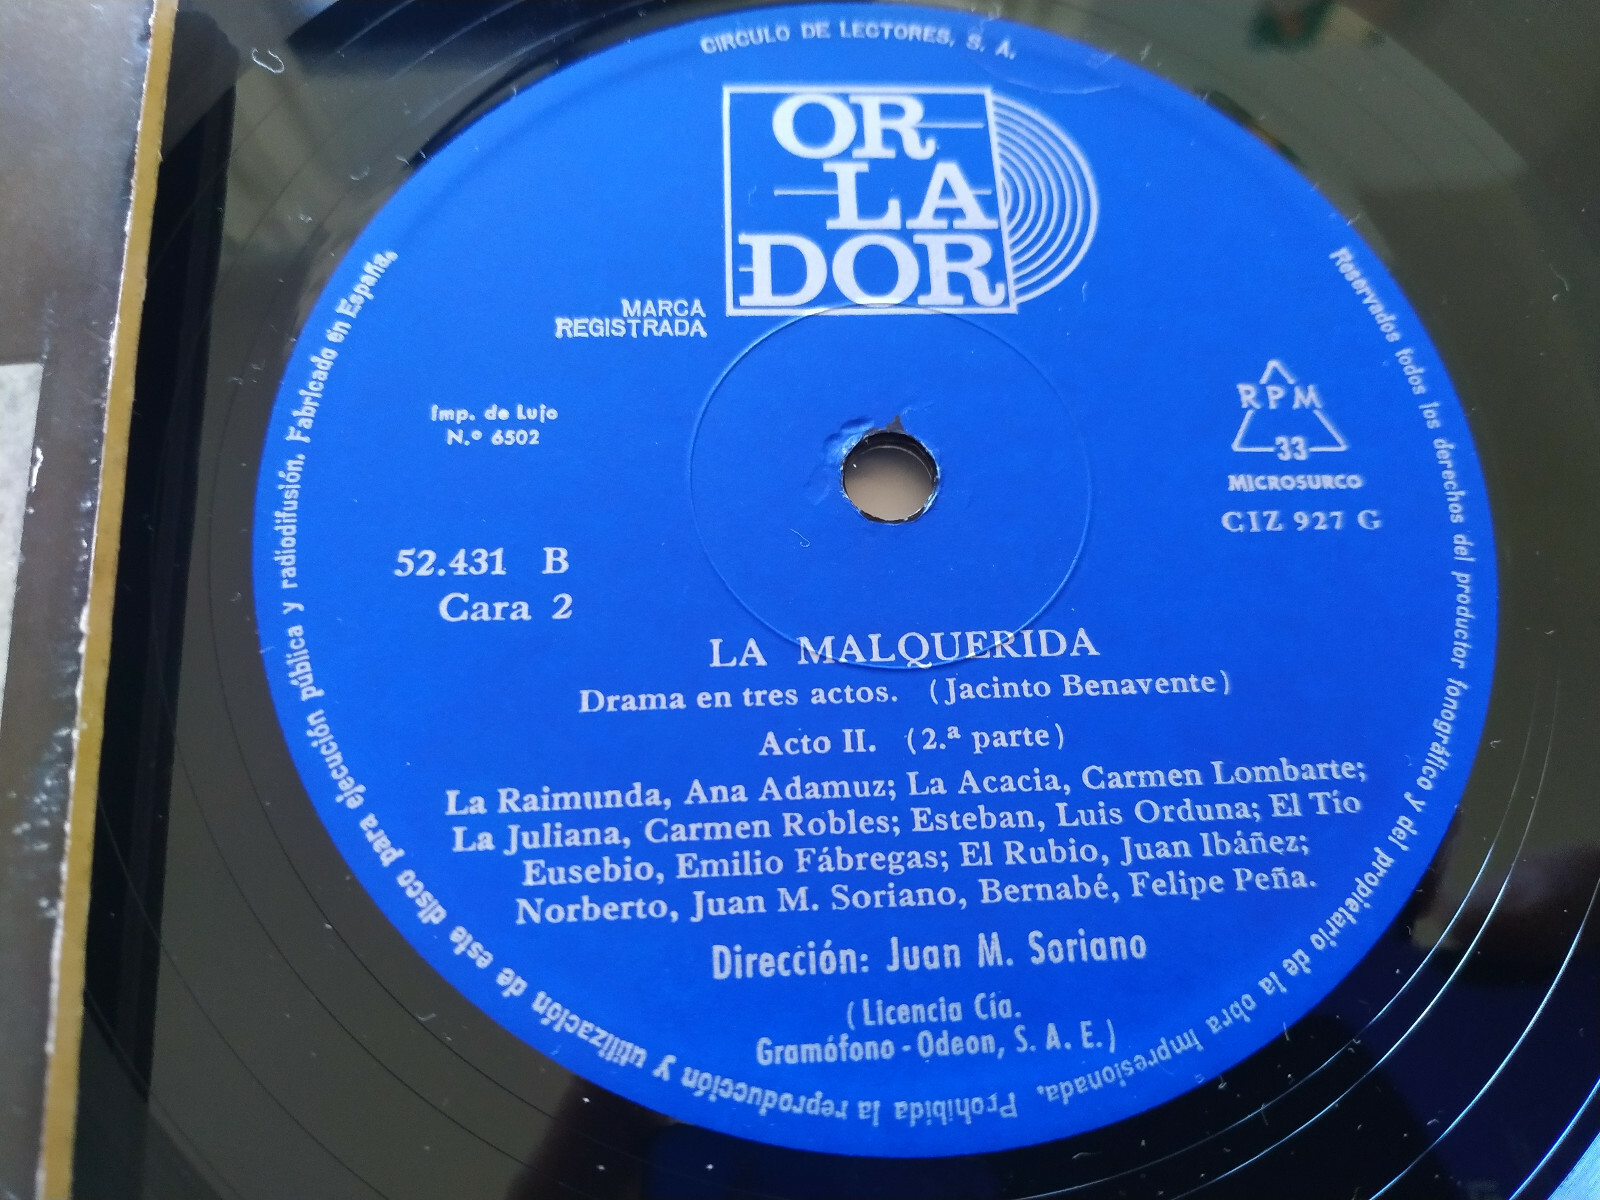 CIRCULO DE LECTORES, S. A.
OR
LA
DOR
MARCA
REGISTRADA
Imp. de Lujo
N.º 6502
RPM
33
MICROSURCO
CIZ 927 G
52.431 B
Cara 2
LA MALQUERIDA
Drama en tres actos. (Jacinto Benavente)
Acto II. (2.ª parte)
La Raimunda, Ana Adamuz; La Acacia, Carmen Lombarte;
La Juliana, Carmen Robles; Esteban, Luis Orduna; El Tío
Eusebio, Emilio Fábregas; El Rubio, Juan Ibáñez;
Norberto, Juan M. Soriano, Bernabé, Felipe Peña.
Dirección: Juan M. Soriano
(Licencia Cía.
Gramófono - Odeon, S. A. E.)
Reservados todos los derechos del productor fonográfico y del propietario de la obra impresionada. Prohibida la reproducción y utilización de este disco para ejecución pública y radiodifusión. Fabricado en España.